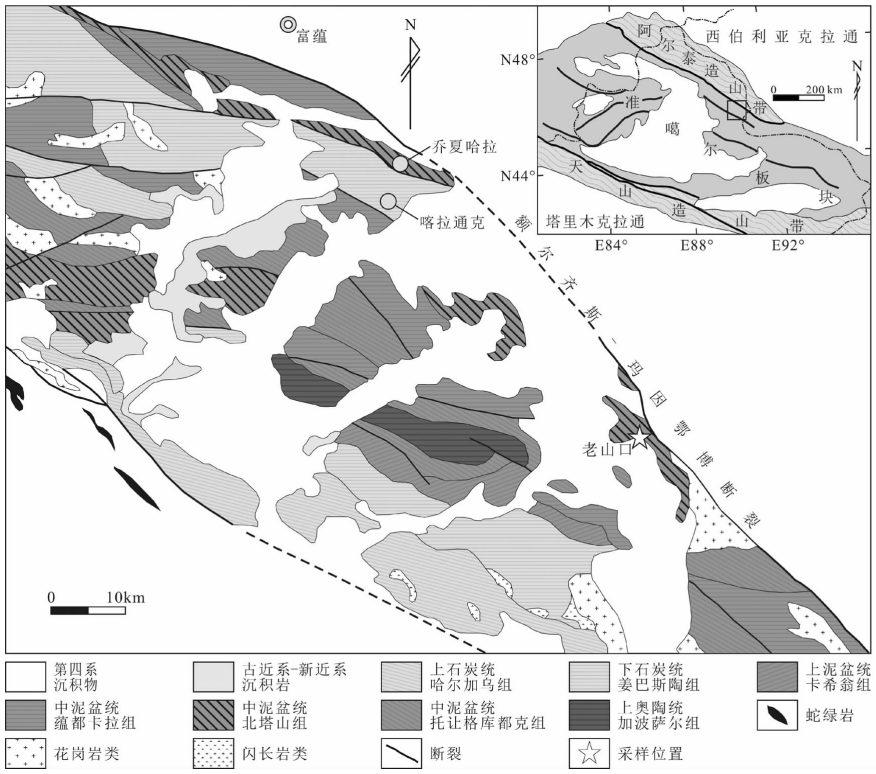 富蕴
N
乔夏哈拉
喀拉通克
额尔齐斯－玛因鄂博断裂
老山口
0 10km
西伯利亚克拉通
阿尔泰造山带
N48°
N
0 200 km
准噶尔板块
N44°
天山造山带
塔里木克拉通
E84° E88° E92°
第四系
沉积物
古近系-新近系
沉积岩
上石炭统
哈尔加乌组
下石炭统
姜巴斯陶组
上泥盆统
卡希翁组
中泥盆统
蕴都卡拉组
中泥盆统
北塔山组
中泥盆统
托让格库都克组
上奥陶统
加波萨尔组
蛇绿岩
花岗岩类
闪长岩类
断裂
采样位置